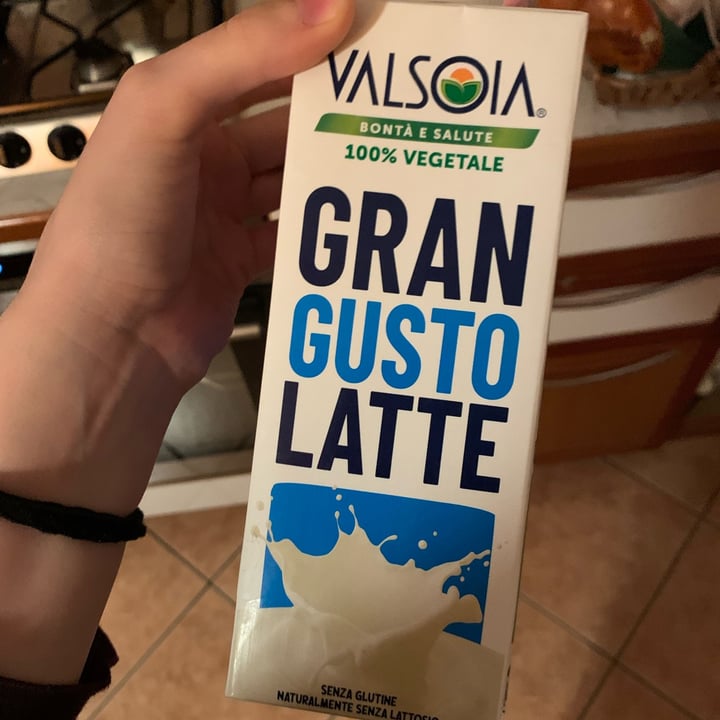 VALSOIA®
BONTÀ E SALUTE
100% VEGETALE
GRAN
GUSTO
LATTE
SENZA GLUTINE
NATURALMENTE SENZA LATTOSIO